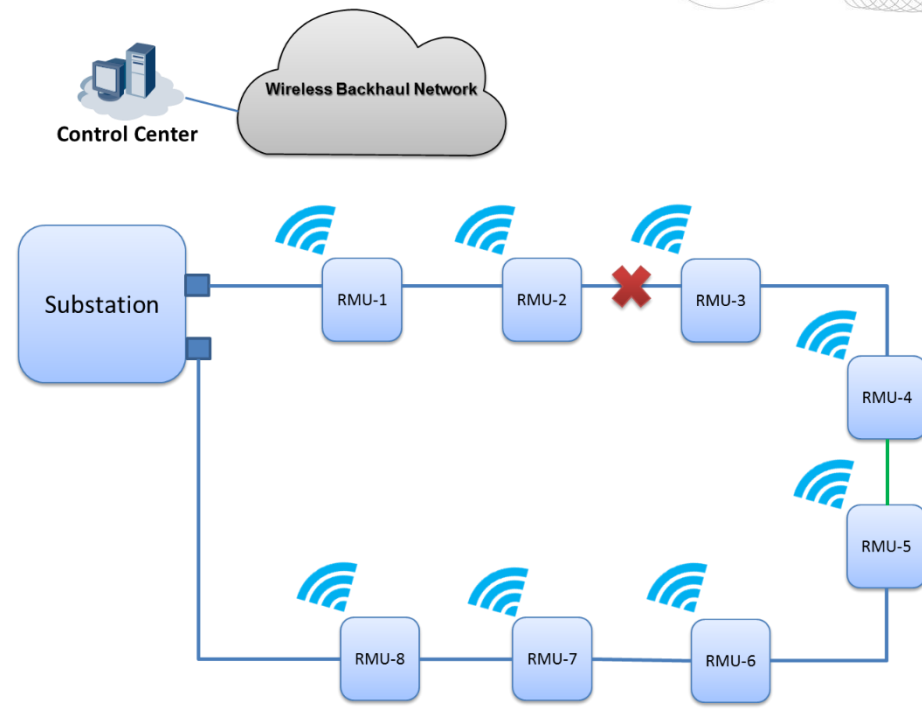 Wireless Backhaul Network
Control Center
Substation
RMU-1
RMU-2
RMU-3
RMU-4
RMU-5
RMU-8
RMU-7
RMU-6